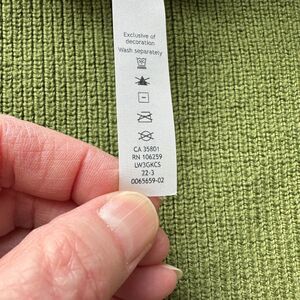 Exclusive of
decoration
Wash separately
CA 35801
RN 106259
LW3GKCS
22-3
0065659-02